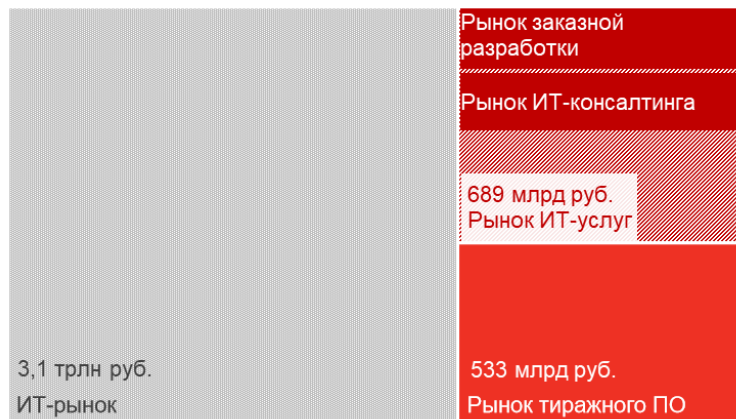 Рынок заказной
разработки
Рынок ИТ-консалтинга
689 млрд руб.
Рынок ИТ-услуг
3,1 трлн руб.
ИТ-рынок
533 млрд руб.
Рынок тиражного ПО